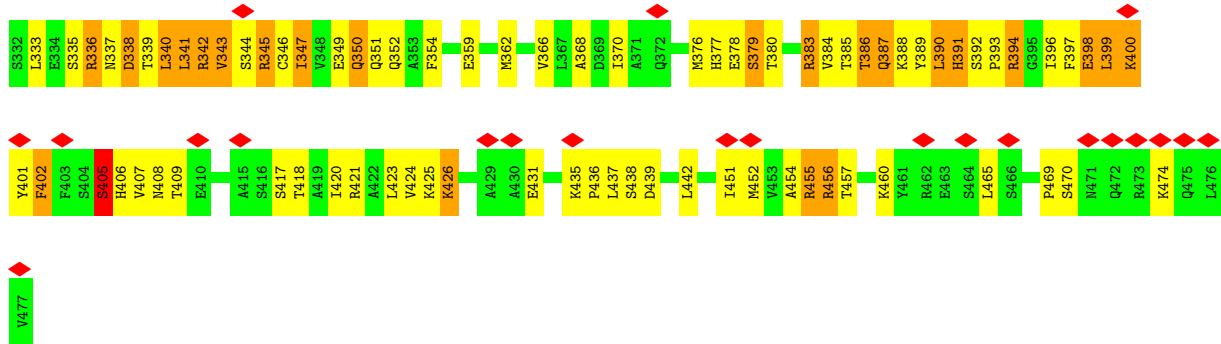 S332 L333 E334 S335 R336 N337 D338 T339 L340 L341 R342 V343 S344 R345 C346 I347 V348 E349 Q350 Q351 Q352 A353 F354 E359 M362 V366 L367 A368 D369 I370 A371 Q372 M376 H377 E378 S379 T380 R383 V384 T385 T386 Q387 K388 Y389 L390 H391 S392 P393 R394 G395 I396 F397 E398 L399 K400
Y401 F402 F403 S404 S405 H406 V407 N408 T409 E410 A415 S416 S417 T418 A419 I420 R421 A422 L423 V424 K425 K426 A429 A430 E431 K435 P436 L437 S438 D439 L442 I451 M452 V453 A454 R455 R456 T457 K460 Y461 R462 E463 S464 L465 S466 P469 S470 N471 Q472 R473 K474 Q475 L476
V477